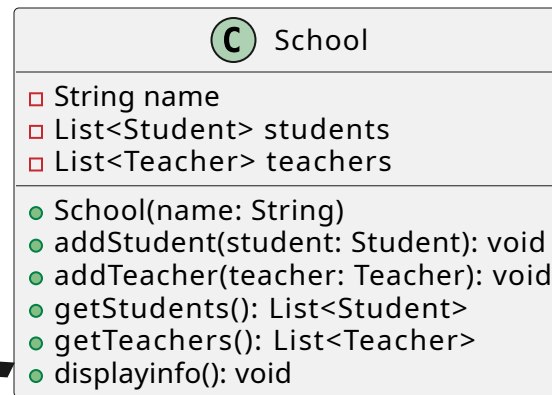 C School
String name
List<Student> students
List<Teacher> teachers
School(name: String)
addStudent(student: Student): void
addTeacher(teacher: Teacher): void
getStudents(): List<Student>
getTeachers(): List<Teacher>
displayinfo(): void